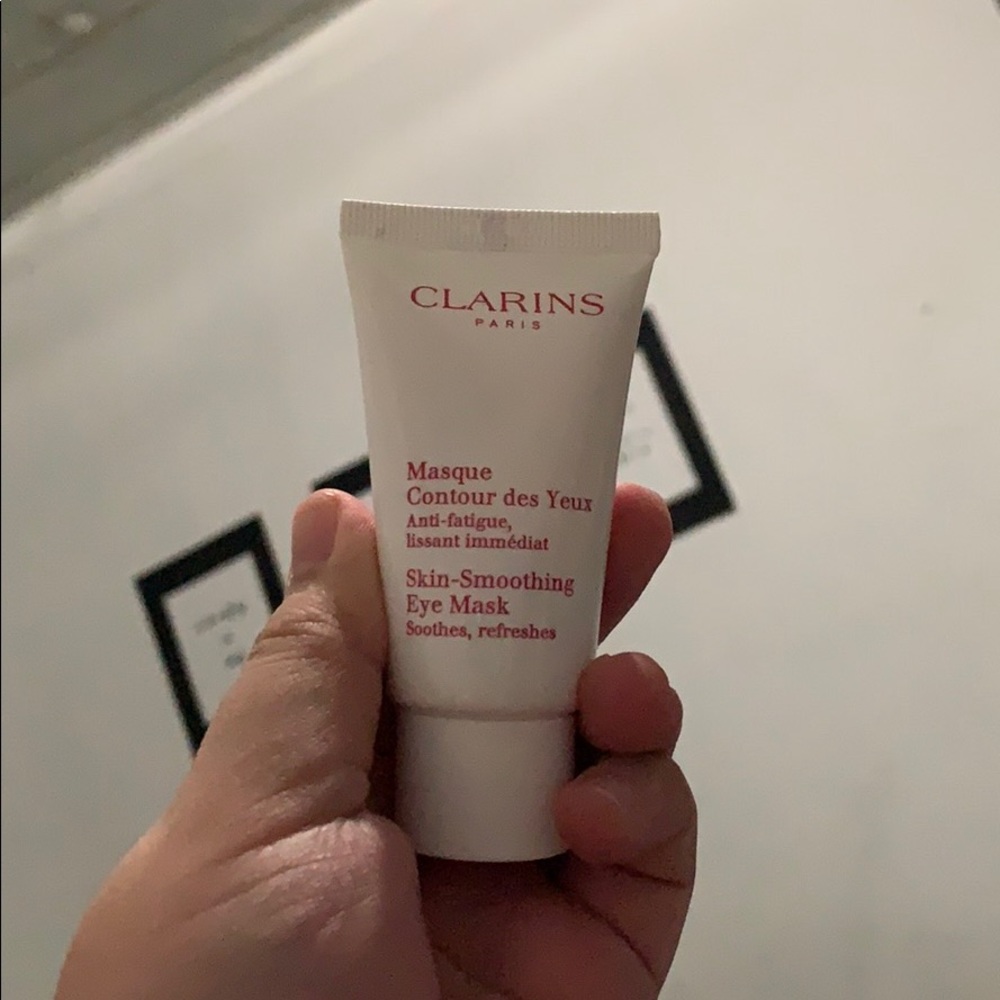 CLARINS
PARIS
Masque
Contour des Yeux
Anti-fatigue,
lissant immédiat
Skin-Smoothing
Eye Mask
Soothes, refreshes